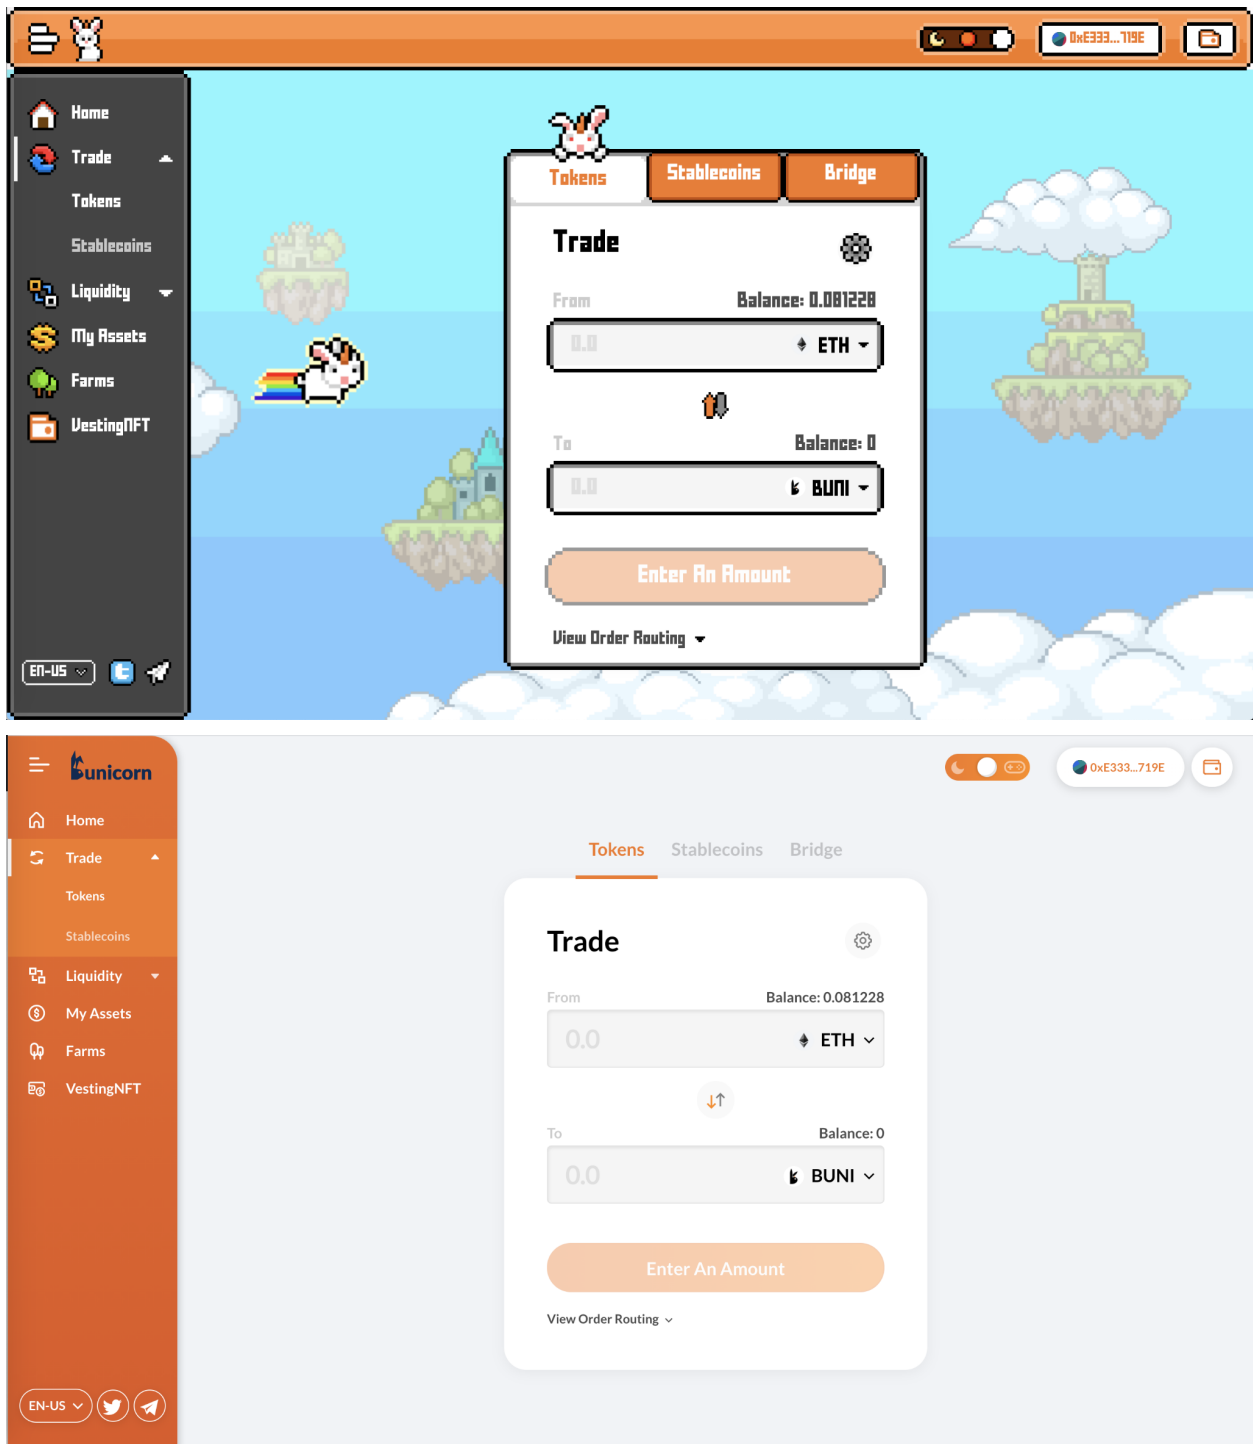 0xE333...719E
Home
Trade
Tokens
Stablecoins
Liquidity
My Assets
Farms
VestingNFT
EN-US
Tokens
Stablecoins
Bridge
Trade
From
Balance: 0.081228
0.0
ETH
To
Balance: 0
0.0
BUNI
Enter An Amount
View Order Routing
bunicorn
0xE333...719E
Home
Trade
Tokens
Stablecoins
Liquidity
My Assets
Farms
VestingNFT
EN-US
Tokens
Stablecoins
Bridge
Trade
From
Balance: 0.081228
0.0
ETH
To
Balance: 0
0.0
BUNI
Enter An Amount
View Order Routing